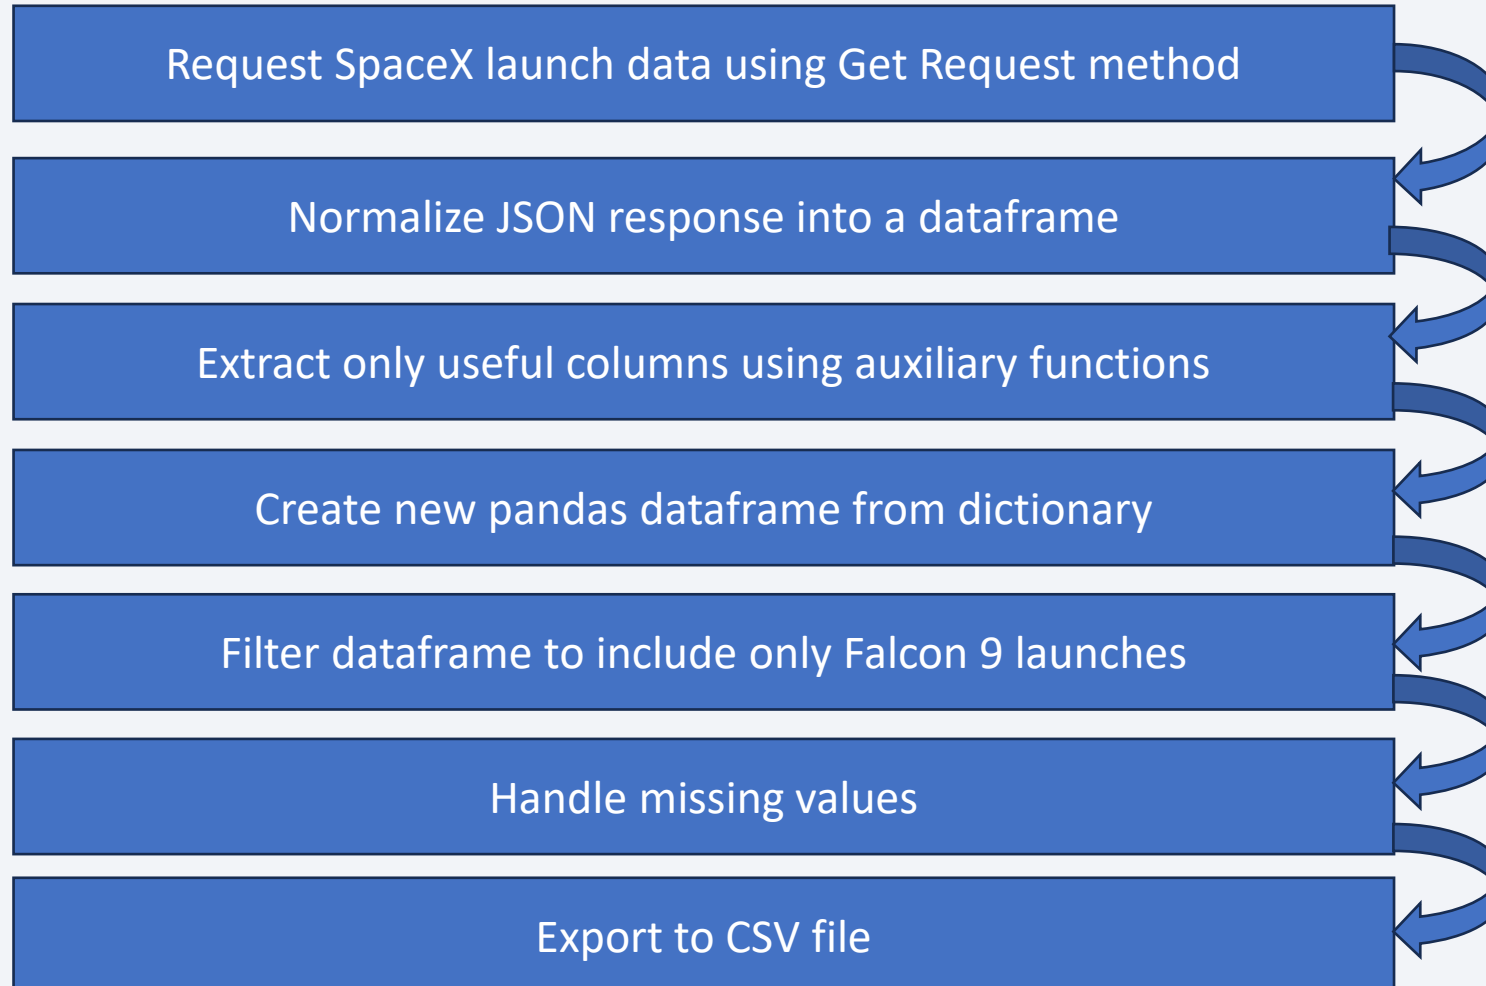 Request SpaceX launch data using Get Request method
Normalize JSON response into a dataframe
Extract only useful columns using auxiliary functions
Create new pandas dataframe from dictionary
Filter dataframe to include only Falcon 9 launches
Handle missing values
Export to CSV file